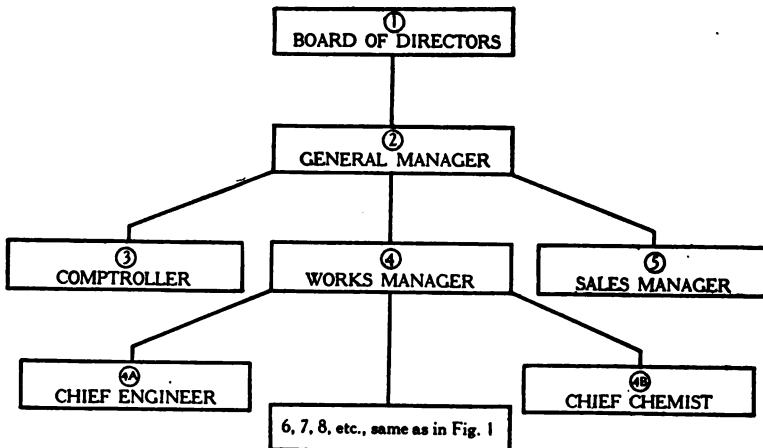 ①
BOARD OF DIRECTORS
②
GENERAL MANAGER
③
COMPTROLLER
④
WORKS MANAGER
⑤
SALES MANAGER
4A
CHIEF ENGINEER
6, 7, 8, etc., same as in Fig. 1
4B
CHIEF CHEMIST